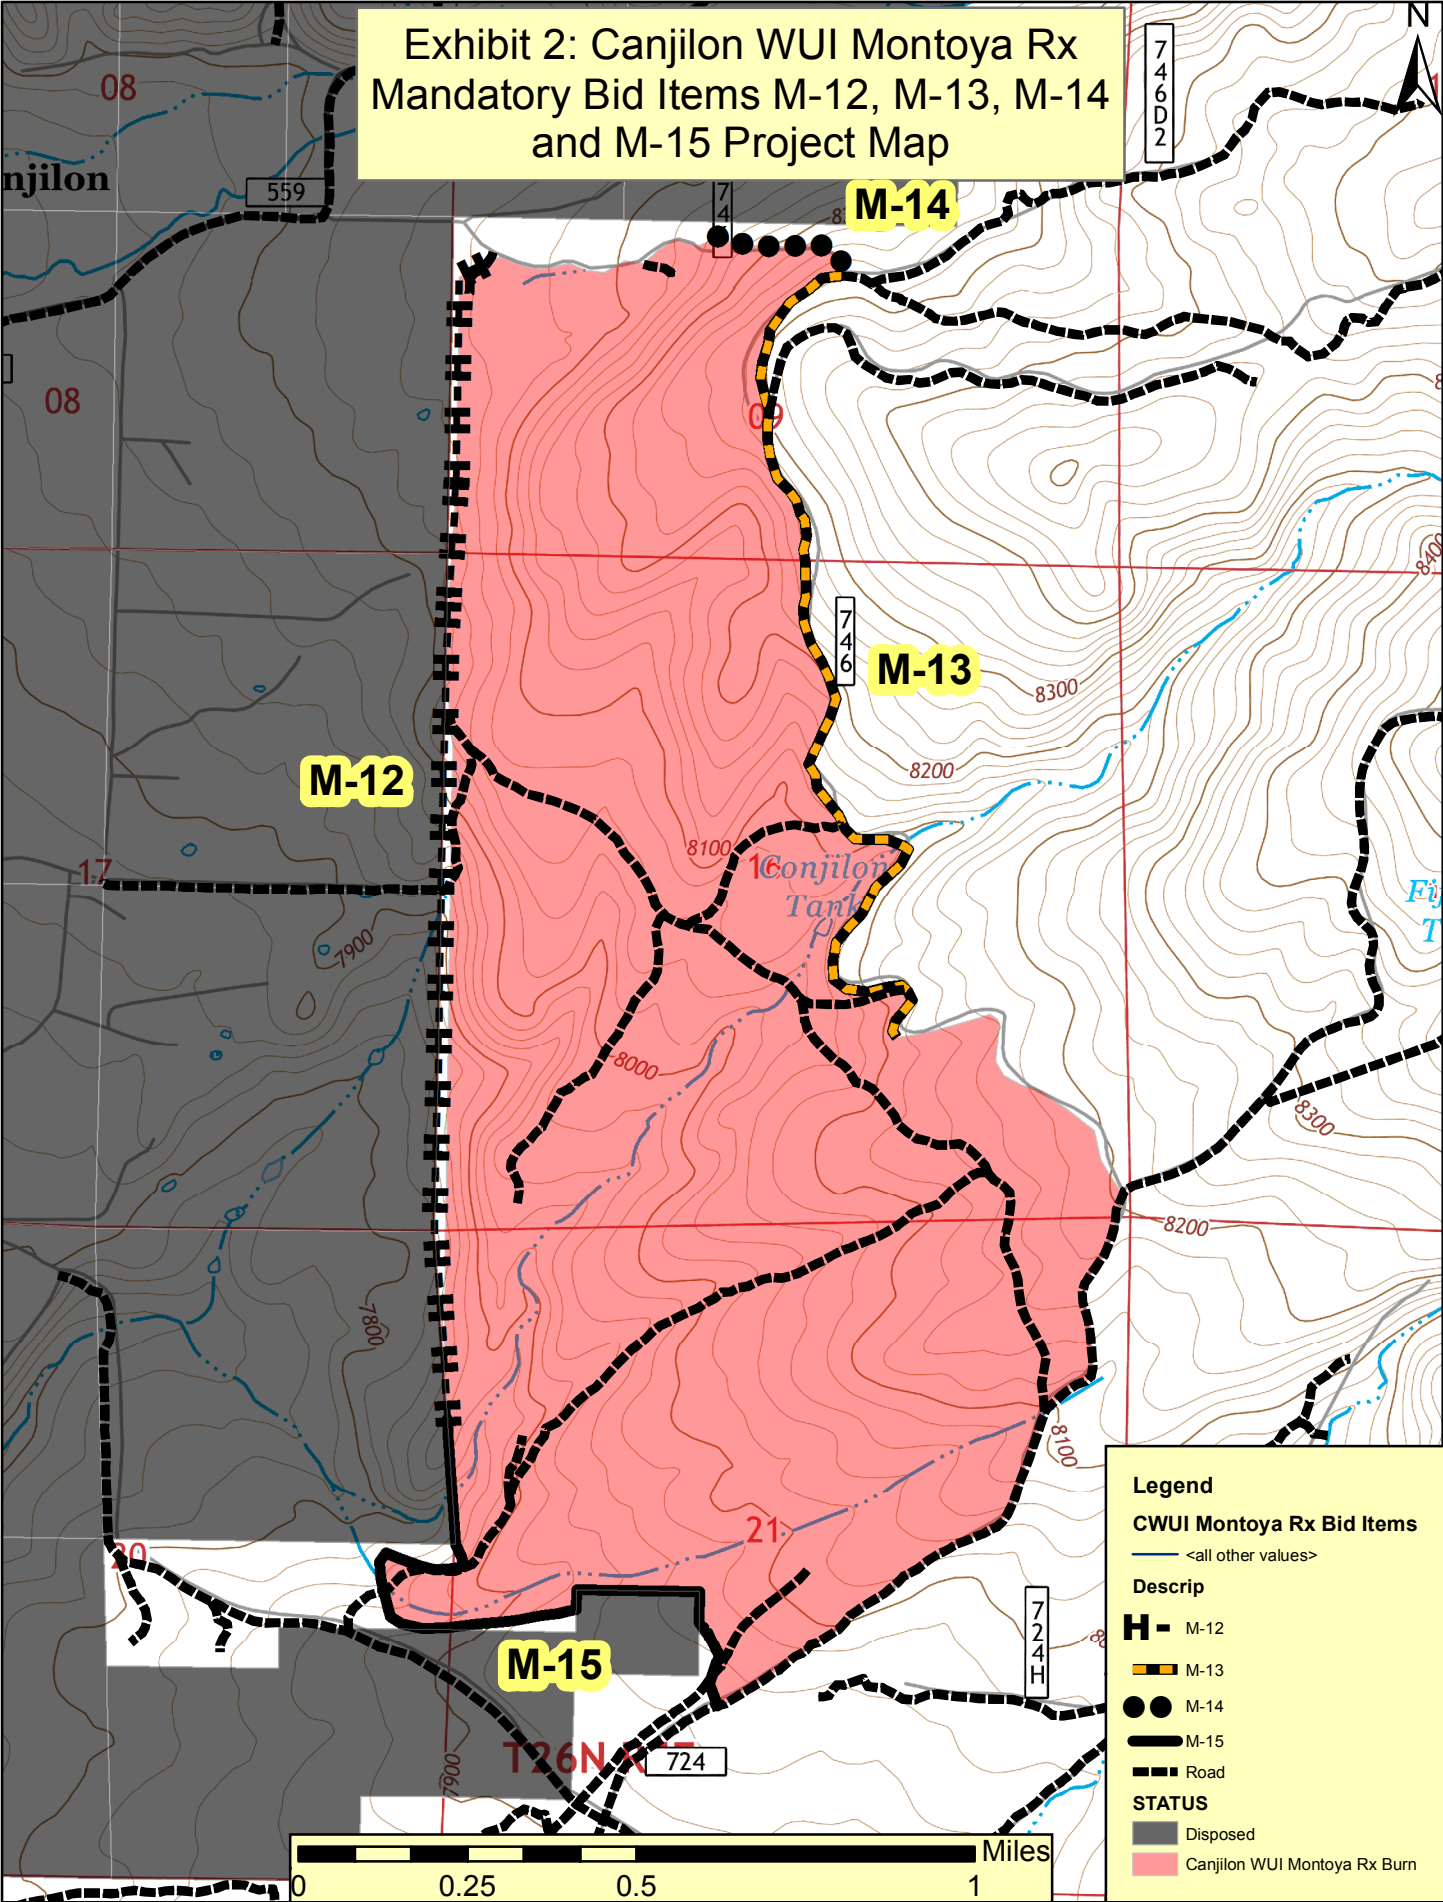 Exhibit 2: Canjilon WUI Montoya Rx
Mandatory Bid Items M-12, M-13, M-14
and M-15 Project Map
N
746D2
08
njilon
559
74
M-14
08
09
8400
746
M-13
8300
M-12
8200
8100
16
Conjilon
Tank
17
7900
8000
8300
8200
7800
8100
21
20
M-15
724H
T26N
724
7900
Legend
CWUI Montoya Rx Bid Items
<all other values>
Descrip
M-12
M-13
M-14
M-15
Road
STATUS
Disposed
Canjilon WUI Montoya Rx Burn
Miles
0 0.25 0.5 1